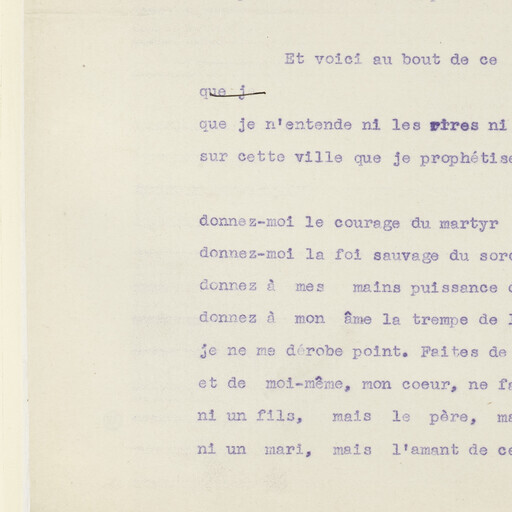 Et voici au bout de ce
que j
que je n'entende ni les rires ni
sur cette ville que je prophétise
donnez-moi le courage du martyr
donnez-moi la foi sauvage du sorc
donnez à mes mains puissance
donnez à mon âme la trempe de l
je ne me dérobe point. Faites de
et de moi-même, mon coeur, ne fa
ni un fils, mais le père, ma
ni un mari, mais l'amant de ce